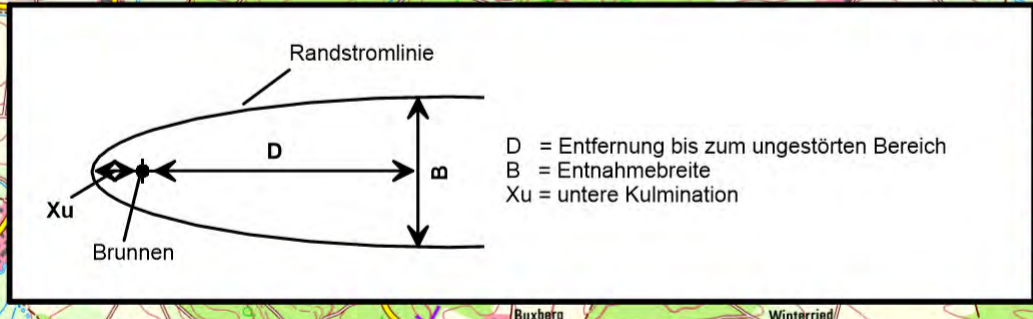 Randstromlinie
D
B
Xu
Brunnen
D = Entfernung bis zum ungestörten Bereich
B = Entnahmebreite
Xu = untere Kulmination
Buxberg
Winterried